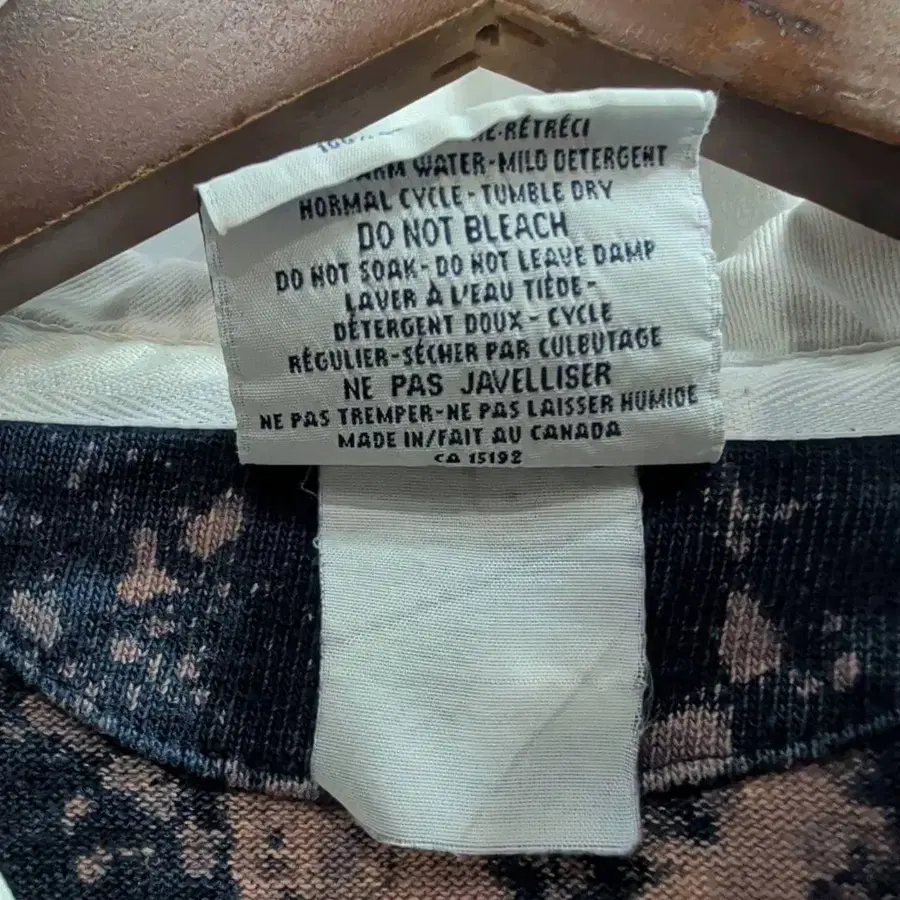 100%
-RÉTRÉCI
WATER-MILD DETERGENT
NORMAL CYCLE-TUMBLE DRY
DO NOT BLEACH
DO NOT SOAK-DO NOT LEAVE DAMP
LAVER À L'EAU TIÈDE-
DÉTERGENT DOUX-CYCLE
RÉGULIER-SÉCHER PAR CULBUTAGE
NE PAS JAVELLISER
NE PAS TREMPER-NE PAS LAISSER HUMIDE
MADE IN/FAIT AU CANADA
CA 15192